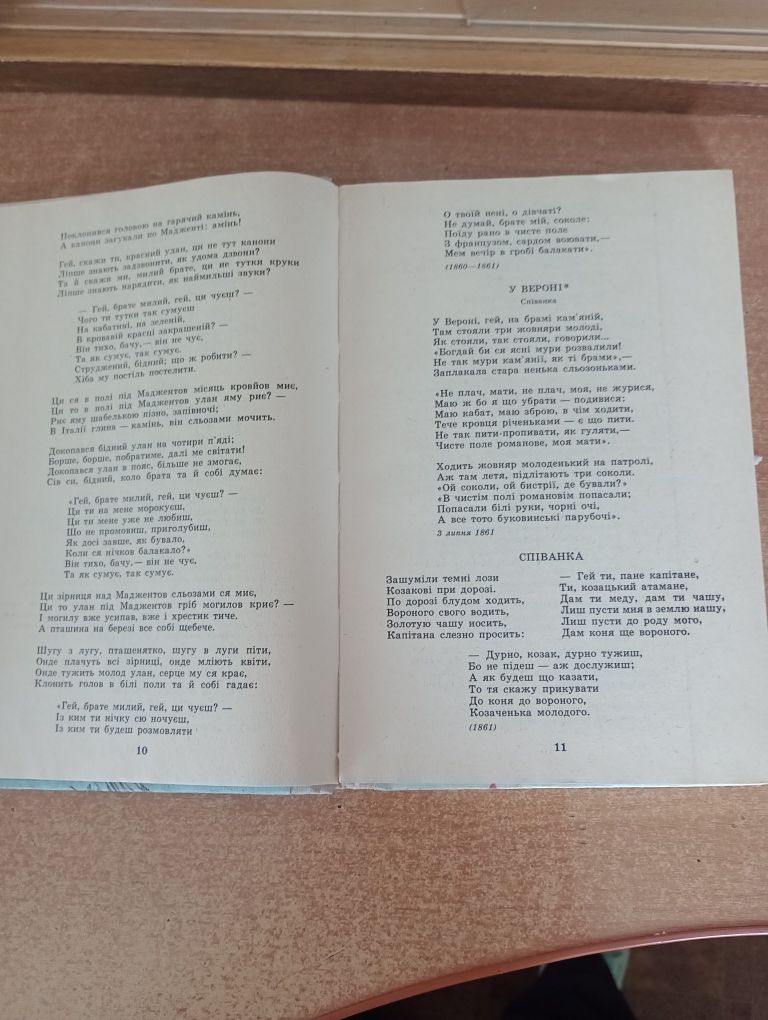 Поклонився головою на гарячий камінь,
А канони загукали по Мадженті: амінь!
Гей, скажи ти, красний улан, ци не тут канони
Ліпше знають задзвонити, як удома дзвони?
Та й скажи ми, милий брате, ци не тутки круки
Ліпше знають нарядити, як наймильші звуки?
— Гей, брате милий, гей, ци чуєш? —
Чого ти тутки так сумуєш
На кабатині, на зеленій,
В кровавій красці закрашеній? —
Він тихо, бачу,— він не чує,
Та як сумує, так сумує.
Струджений, бідний; що ж робити? —
Хіба му постіль постелити.
Ци ся в полі під Маджентов місяць кровйов миє,
Ци то в полі під Маджентов улан яму риє? —
Риє яму шабелькою пізно, запівночі;
В Італії глина — камінь, він сльозами мочить.
Докопався бідний улан на чотири п'яді;
Борше, борше, побратиме, далі ме світати!
Докопався улан в пояс, більше не змогає,
Сів си, бідний, коло брата та й собі думає:
«Гей, брате милий, гей, ци чуєш? —
Ци ти на мене морокуєш,
Ци ти мене уже не любиш,
Що не промовиш, приголубиш,
Як досі завше, як бувало,
Коли ся нічков балакало?»
Він тихо, бачу,— він не чує,
Та як сумує, так сумує.
Ци зірниця над Маджентов сльозами ся миє,
Ци то улан під Маджентов гріб могилов криє? —
І могилу вже усипав, вже і хрестик тиче.
А пташина на березі все собі щебече.
Шугу з лугу, пташенятко, шугу в луги піти,
Онде плачуть всі зірниці, онде мліють квіти,
Онде тужить молод улан, серце му ся крає,
Клонить голов в білі поли та й собі гадає:
«Гей, брате милий, гей, ци чуєш? —
Із ким ти нічку сю ночуєш,
Із ким ти будеш розмовляти
10
О твоїй нені, о дівчаті?
Не думай, брате мій, соколе:
Поїду рано в чисте поле
З французом, сардом воювати,—
Мем вечір в гробі балакати».
(1860—1861)
У ВЕРОНІ*
Співанка
У Вероні, гей, на брамі кам'яній,
Там стояли три жовняри молоді,
Як стояли, так стояли, говорили...
«Богдай би ся ясні мури розвалили!
Не так мури кам'янії, як ті брами»,—
Заплакала стара ненька сльозоньками.
«Не плач, мати, не плач, моя, не журися,
Маю ж бо я що убрати — подивися:
Маю кабат, маю зброю, в чім ходити,
Тече кровця річеньками — є що пити.
Не так пити-пропивати, як гуляти,—
Чисте поле романове, моя мати».
Ходить жовняр молоденький на патролі,
Аж там летя, підлітають три соколи.
«Ой соколи, ой бистрії, де бували?»
«В чистім полі романовім попасали;
Попасали білі руки, чорні очі,
А все тото буковинські парубочі».
3 липня 1861
СПІВАНКА
Зашуміли темні лози
Козакові при дорозі.
По дорозі блудом ходить,
Вороного свого водить,
Золотую чашу носить,
Капітана слезно просить:
— Гей ти, пане капітане,
Ти, козацький атамане,
Дам ти меду, дам ти чашу,
Лиш пусти мня в землю нашу,
Лиш пусти до роду мого,
Дам коня ще вороного.
— Дурно, козак, дурно тужиш,
Бо не підеш — аж дослужиш;
А як будеш що казати,
То тя скажу прикувати
До коня до вороного,
Козаченька молодого.
(1861)
11